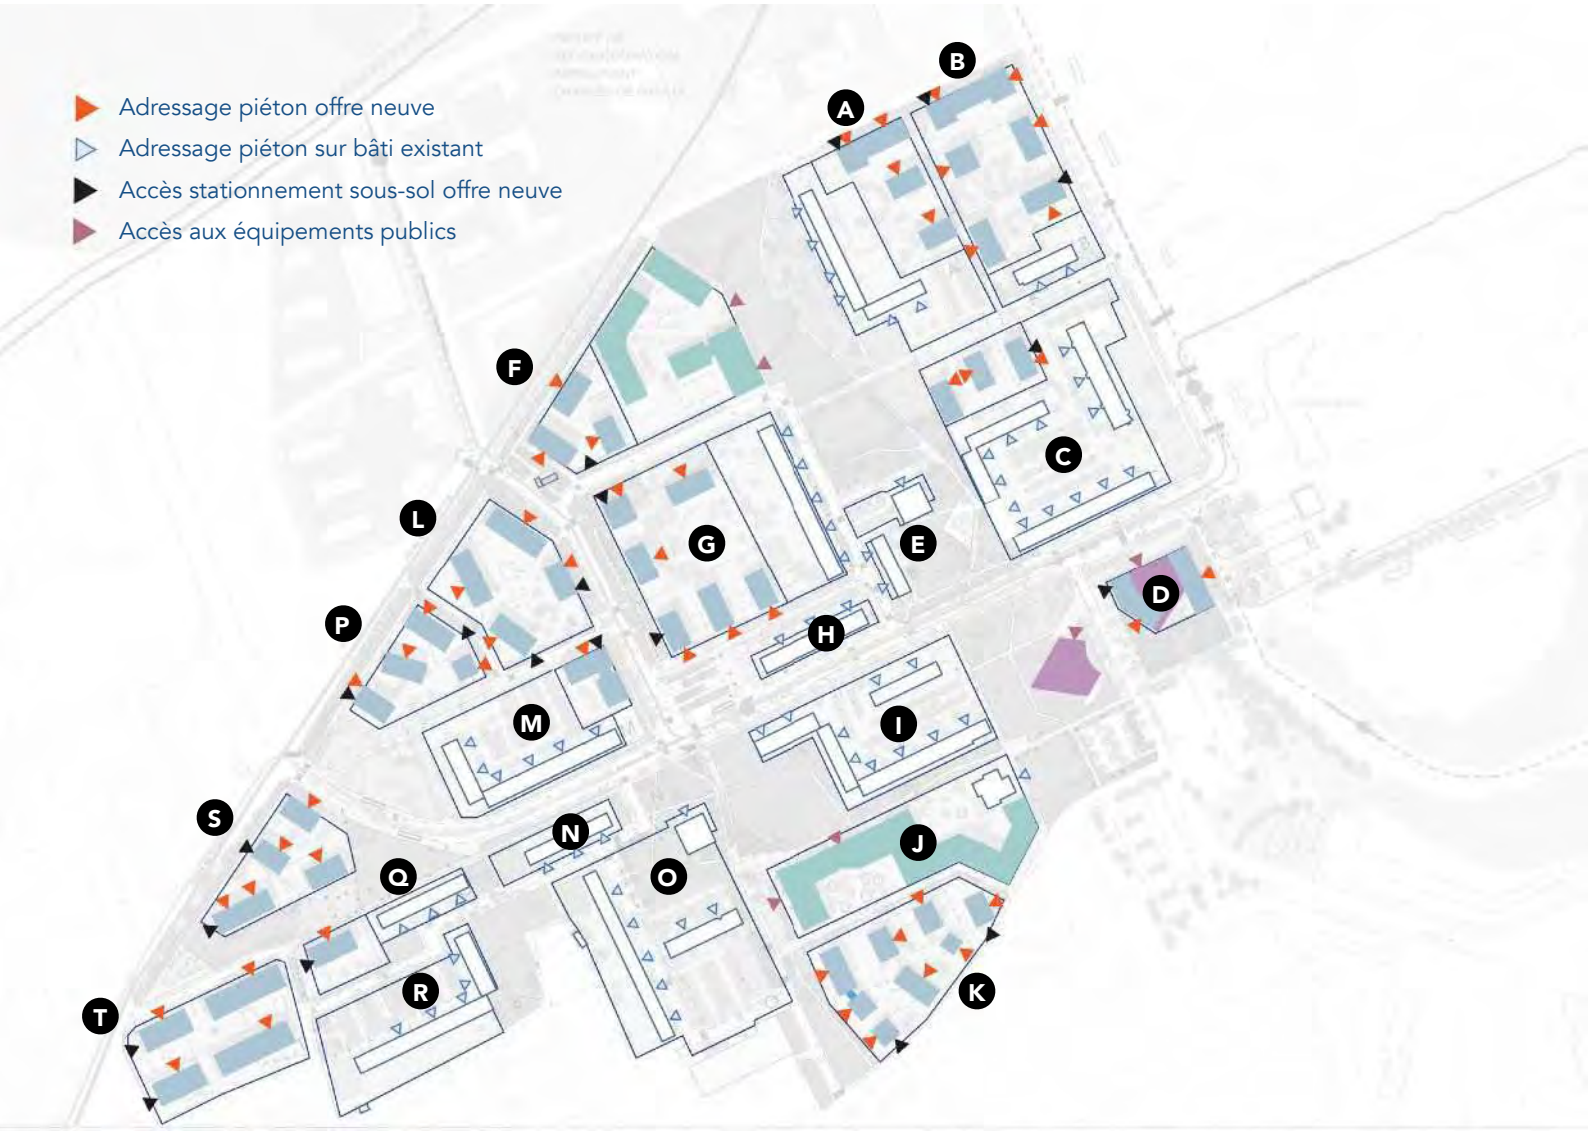 Adressage piéton offre neuve
Adressage piéton sur bâti existant
Accès stationnement sous-sol offre neuve
Accès aux équipements publics
B
A
F
C
L
G
E
D
P
H
M
I
S
N
J
Q
O
R
K
T